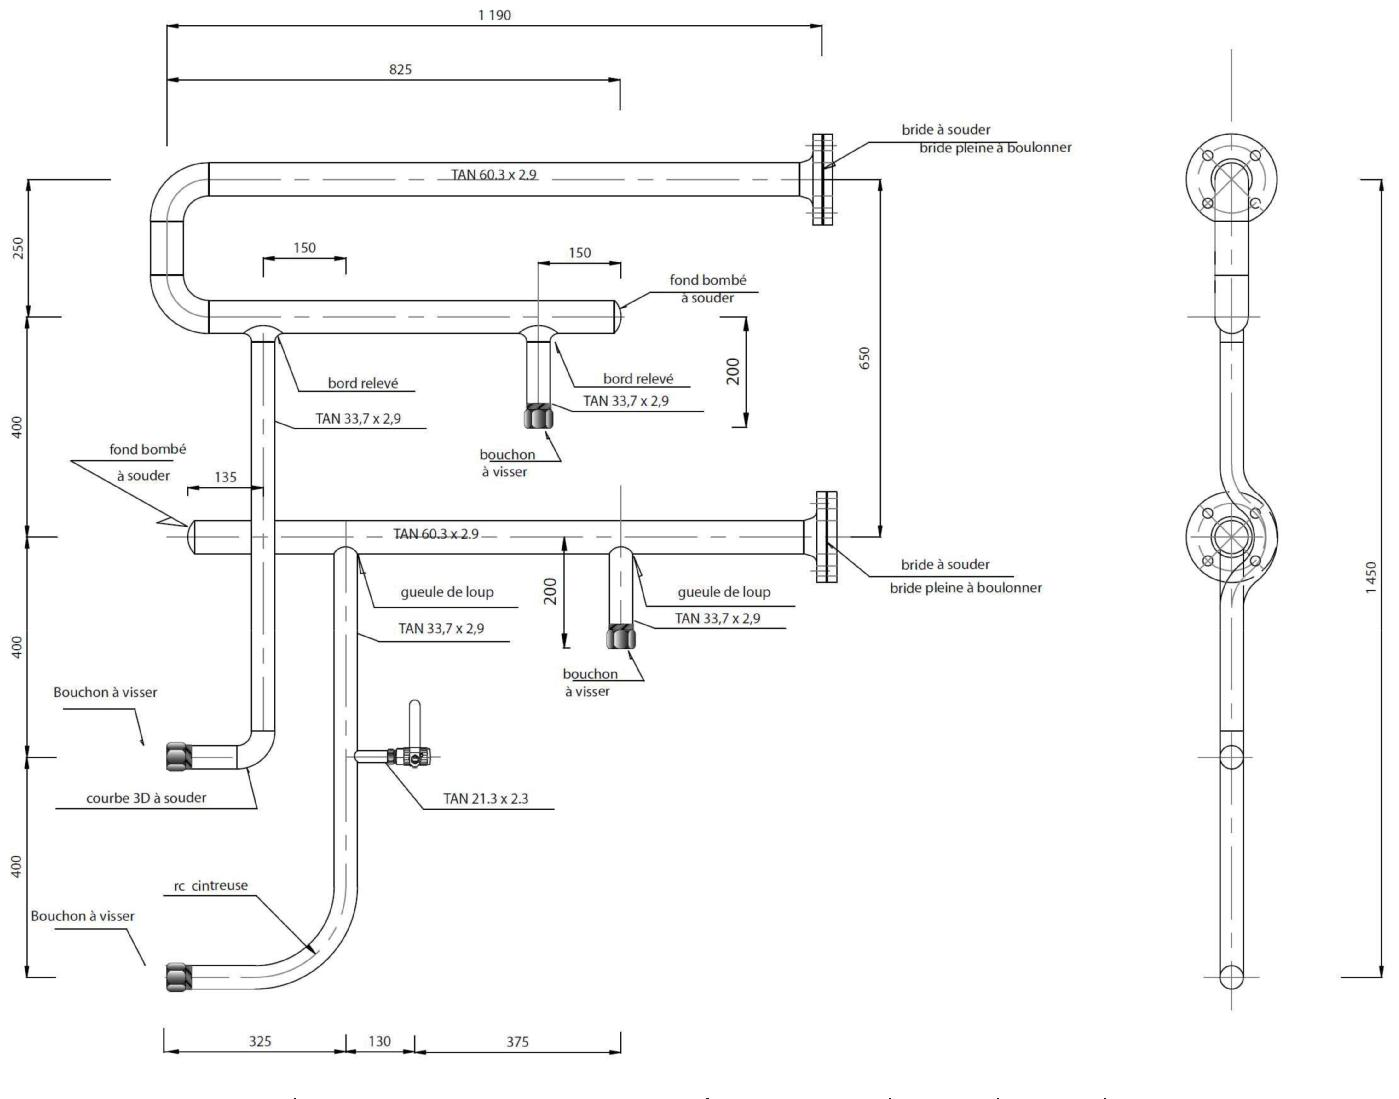 1 190
825
bride à souder
bride pleine à boulonner
TAN 60.3 x 2.9
250
150
150
fond bombé
à souder
650
200
bord relevé
bord relevé
TAN 33,7 x 2,9
TAN 33,7 x 2,9
400
fond bombé
à souder
bouchon
à visser
135
TAN 60.3 x 2.9
bride à souder
bride pleine à boulonner
1 450
200
gueule de loup
gueule de loup
TAN 33,7 x 2,9
TAN 33,7 x 2,9
400
bouchon
à visser
Bouchon à visser
courbe 3D à souder
TAN 21.3 x 2.3
400
rc cintreuse
Bouchon à visser
325
130
375